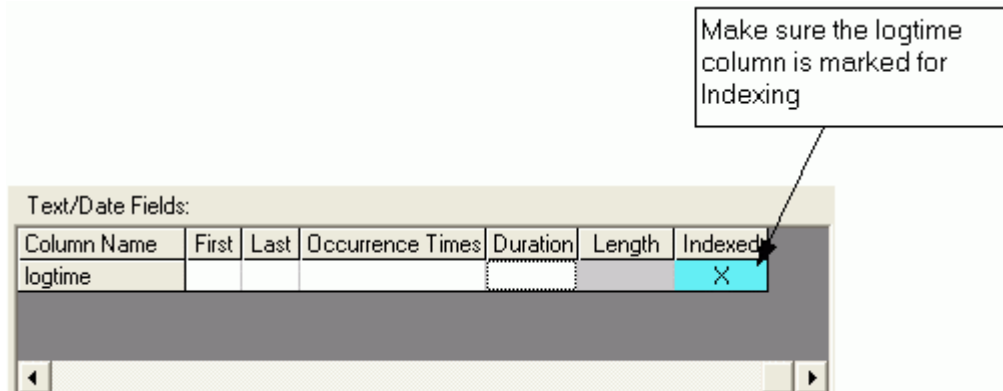 Make sure the logtime
column is marked for
Indexing
Text/Date Fields:
Column Name First Last Occurrence Times Duration Length Indexed
logtime X